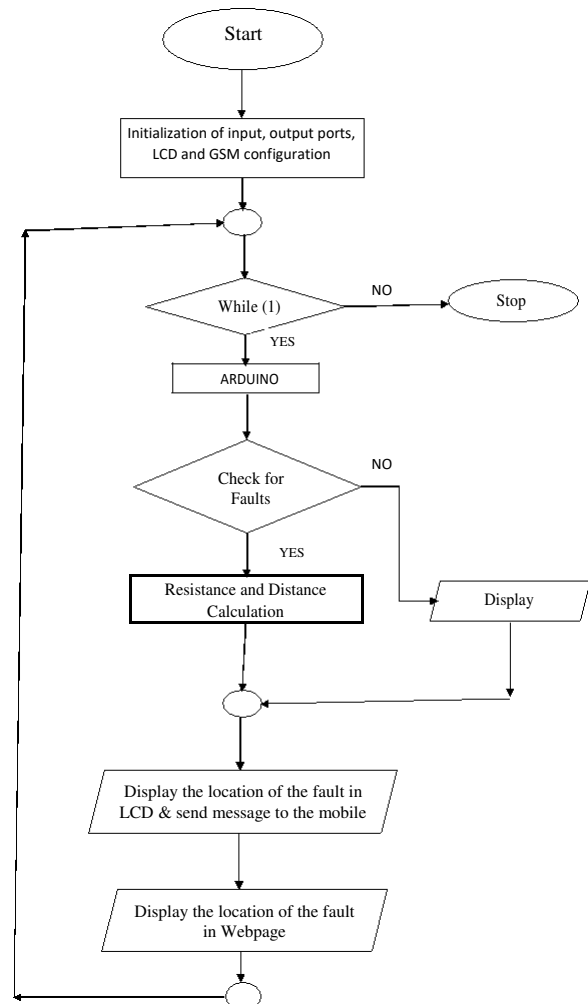 Start
Initialization of input, output ports,
LCD and GSM configuration
While (1)
NO
Stop
YES
ARDUINO
Check for
Faults
NO
YES
Resistance and Distance
Calculation
Display
Display the location of the fault in
LCD & send message to the mobile
Display the location of the fault
in Webpage